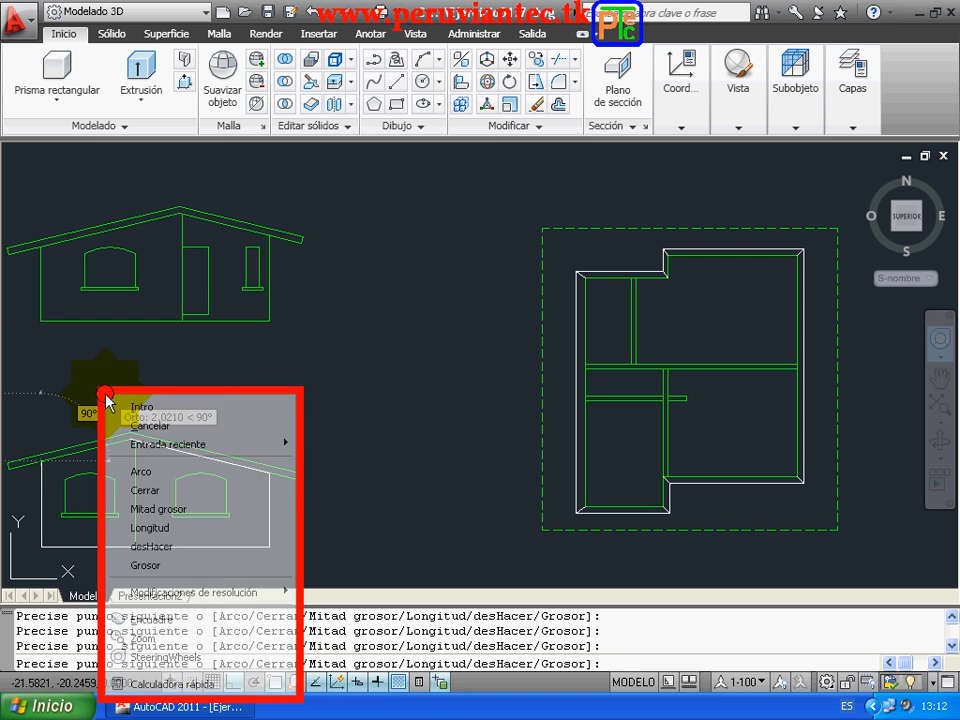 Modelado 3D
www.peruviantec.tk
clave o frase
Inicio Sólido Superficie Malla Render Insertar Anotar Vista Administrar Salida
Prisma rectangular
Extrusión
Suavizar objeto
Plano de sección
Coord...
Vista
Subobjeto
Capas
Modelado
Malla
Editar sólidos
Dibujo
Modificar
Sección
N
O
SUPERIOR
E
S
S-nombre
90°
Orto: 2,0210 < 90°
Intro
Cancelar
Entrada reciente
Arco
Cerrar
Mitad grosor
Longitud
desHacer
Grosor
Modificaciones de resolución
Encuadre
Zoom
SteeringWheels
Calculadora rápida
Y
X
Presentación2
Precise punto siguiente o [Arco/Cerrar/Mitad grosor/Longitud/desHacer/Grosor]:
Precise punto siguiente o [Arco/Cerrar/Mitad grosor/Longitud/desHacer/Grosor]:
Precise punto siguiente o [Arco/Cerrar/Mitad grosor/Longitud/desHacer/Grosor]:
Precise punto siguiente o [Arco/Cerrar/Mitad grosor/Longitud/desHacer/Grosor]:
MODELO
1:100
Inicio
AutoCAD 2011 - [Ejer...
ES
13:12